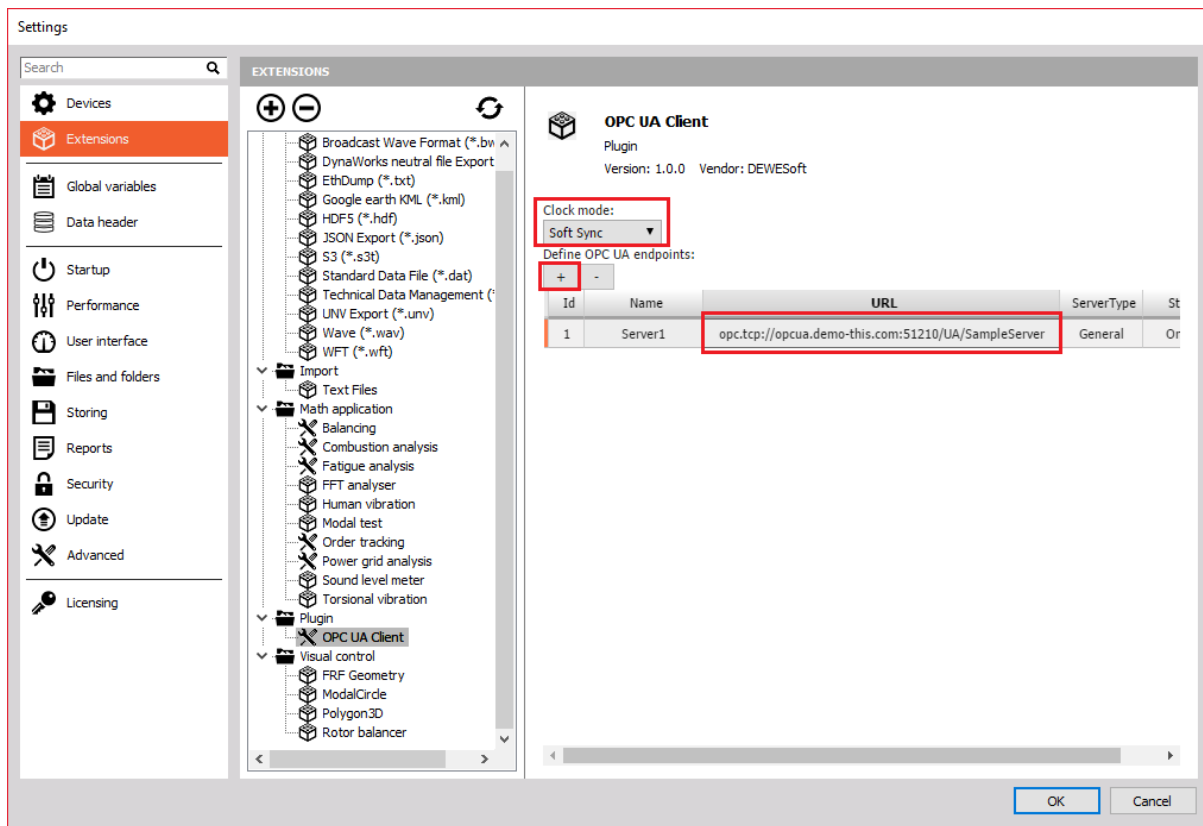 Settings
Search
Devices
Extensions
Global variables
Data header
Startup
Performance
User interface
Files and folders
Storing
Reports
Security
Update
Advanced
Licensing
EXTENSIONS
Broadcast Wave Format (*.bw
DynaWorks neutral file Export
EthDump (*.txt)
Google earth KML (*.kml)
HDF5 (*.hdf)
JSON Export (*.json)
S3 (*.s3t)
Standard Data File (*.dat)
Technical Data Management (*
UNV Export (*.unv)
Wave (*.wav)
WFT (*.wft)
Import
Text Files
Math application
Balancing
Combustion analysis
Fatigue analysis
FFT analyser
Human vibration
Modal test
Order tracking
Power grid analysis
Sound level meter
Torsional vibration
Plugin
OPC UA Client
Visual control
FRF Geometry
ModalCircle
Polygon3D
Rotor balancer
OPC UA Client
Plugin
Version: 1.0.0 Vendor: DEWESoft
Clock mode:
Soft Sync
Define OPC UA endpoints:
+ -
Id Name URL ServerType St
1 Server1 opc.tcp://opcua.demo-this.com:51210/UA/SampleServer General Or
OK Cancel